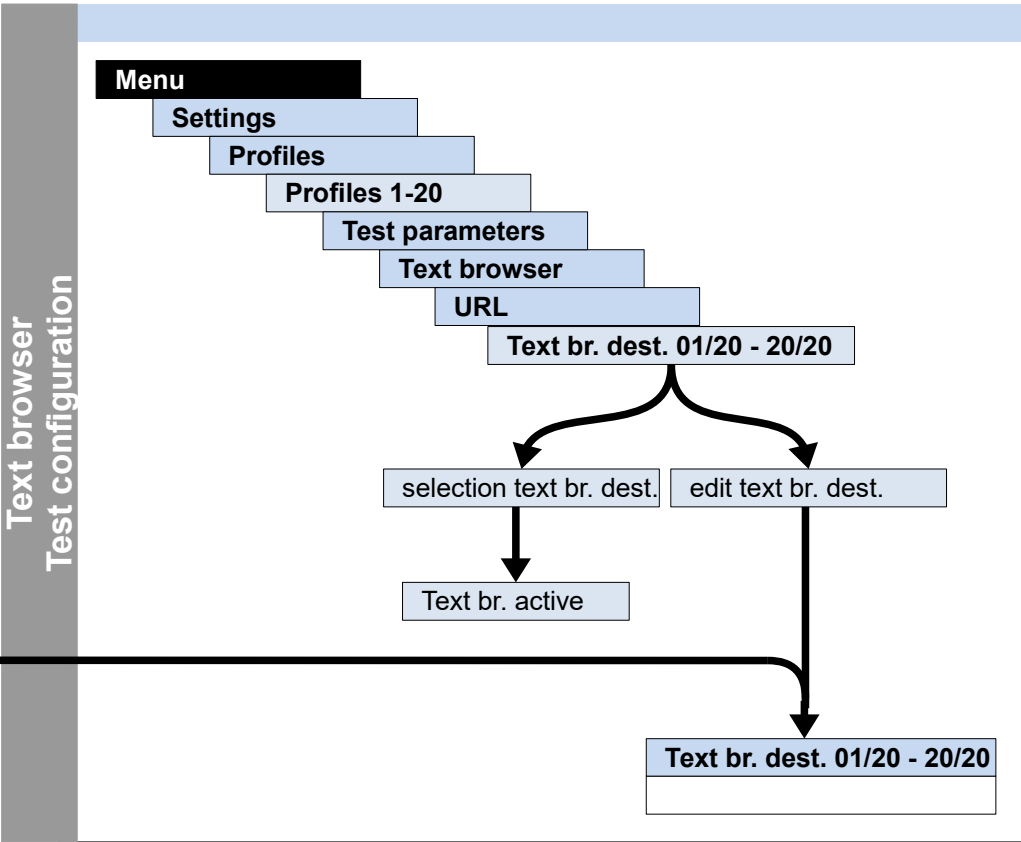 Text browser
Test configuration
Menu
Settings
Profiles
Profiles 1-20
Test parameters
Text browser
URL
Text br. dest. 01/20 - 20/20
selection text br. dest.
edit text br. dest.
Text br. active
Text br. dest. 01/20 - 20/20